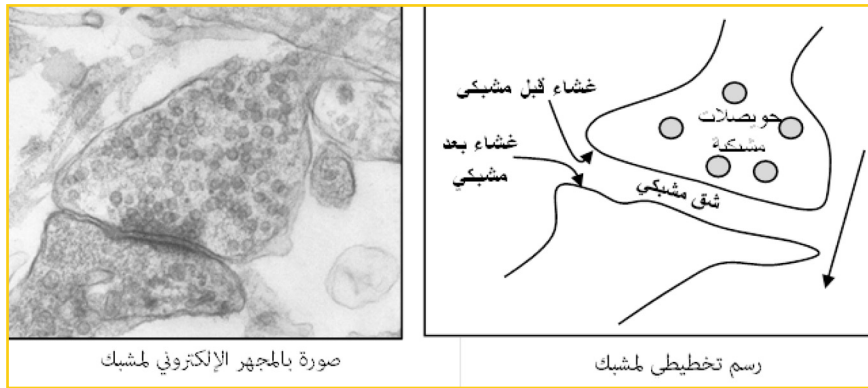 غشاء قبل مشبكي
حويصلات
مشبكية
غشاء بعد
مشبكي
شق مشبكي
رسم تخطيطي لمشبك
صورة بالمجهر الإلكتروني لمشبك